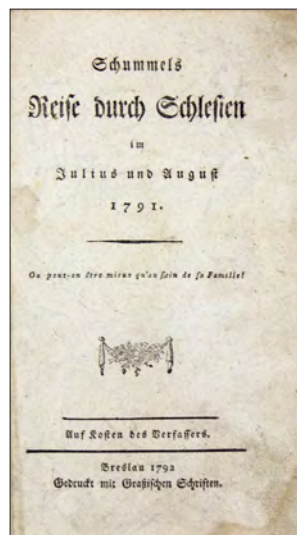 Schummels
Reise durch Schlesien
im
Julius und August
1791.
Ou peut-on être mieux qu'au sein de sa Famille?
Auf Kosten des Verfassers.
Breslau 1792
Gedruckt mit Graßischen Schriften.